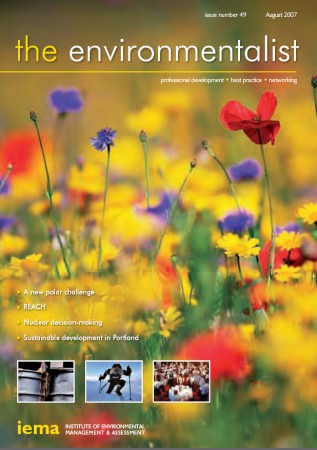 issue number 49 August 2007
the environmentalist
professional development • best practice • networking
• A new polar challenge
• REACH
• Nuclear decision-making
• Sustainable development in Portland
iema INSTITUTE OF ENVIRONMENTAL
MANAGEMENT & ASSESSMENT